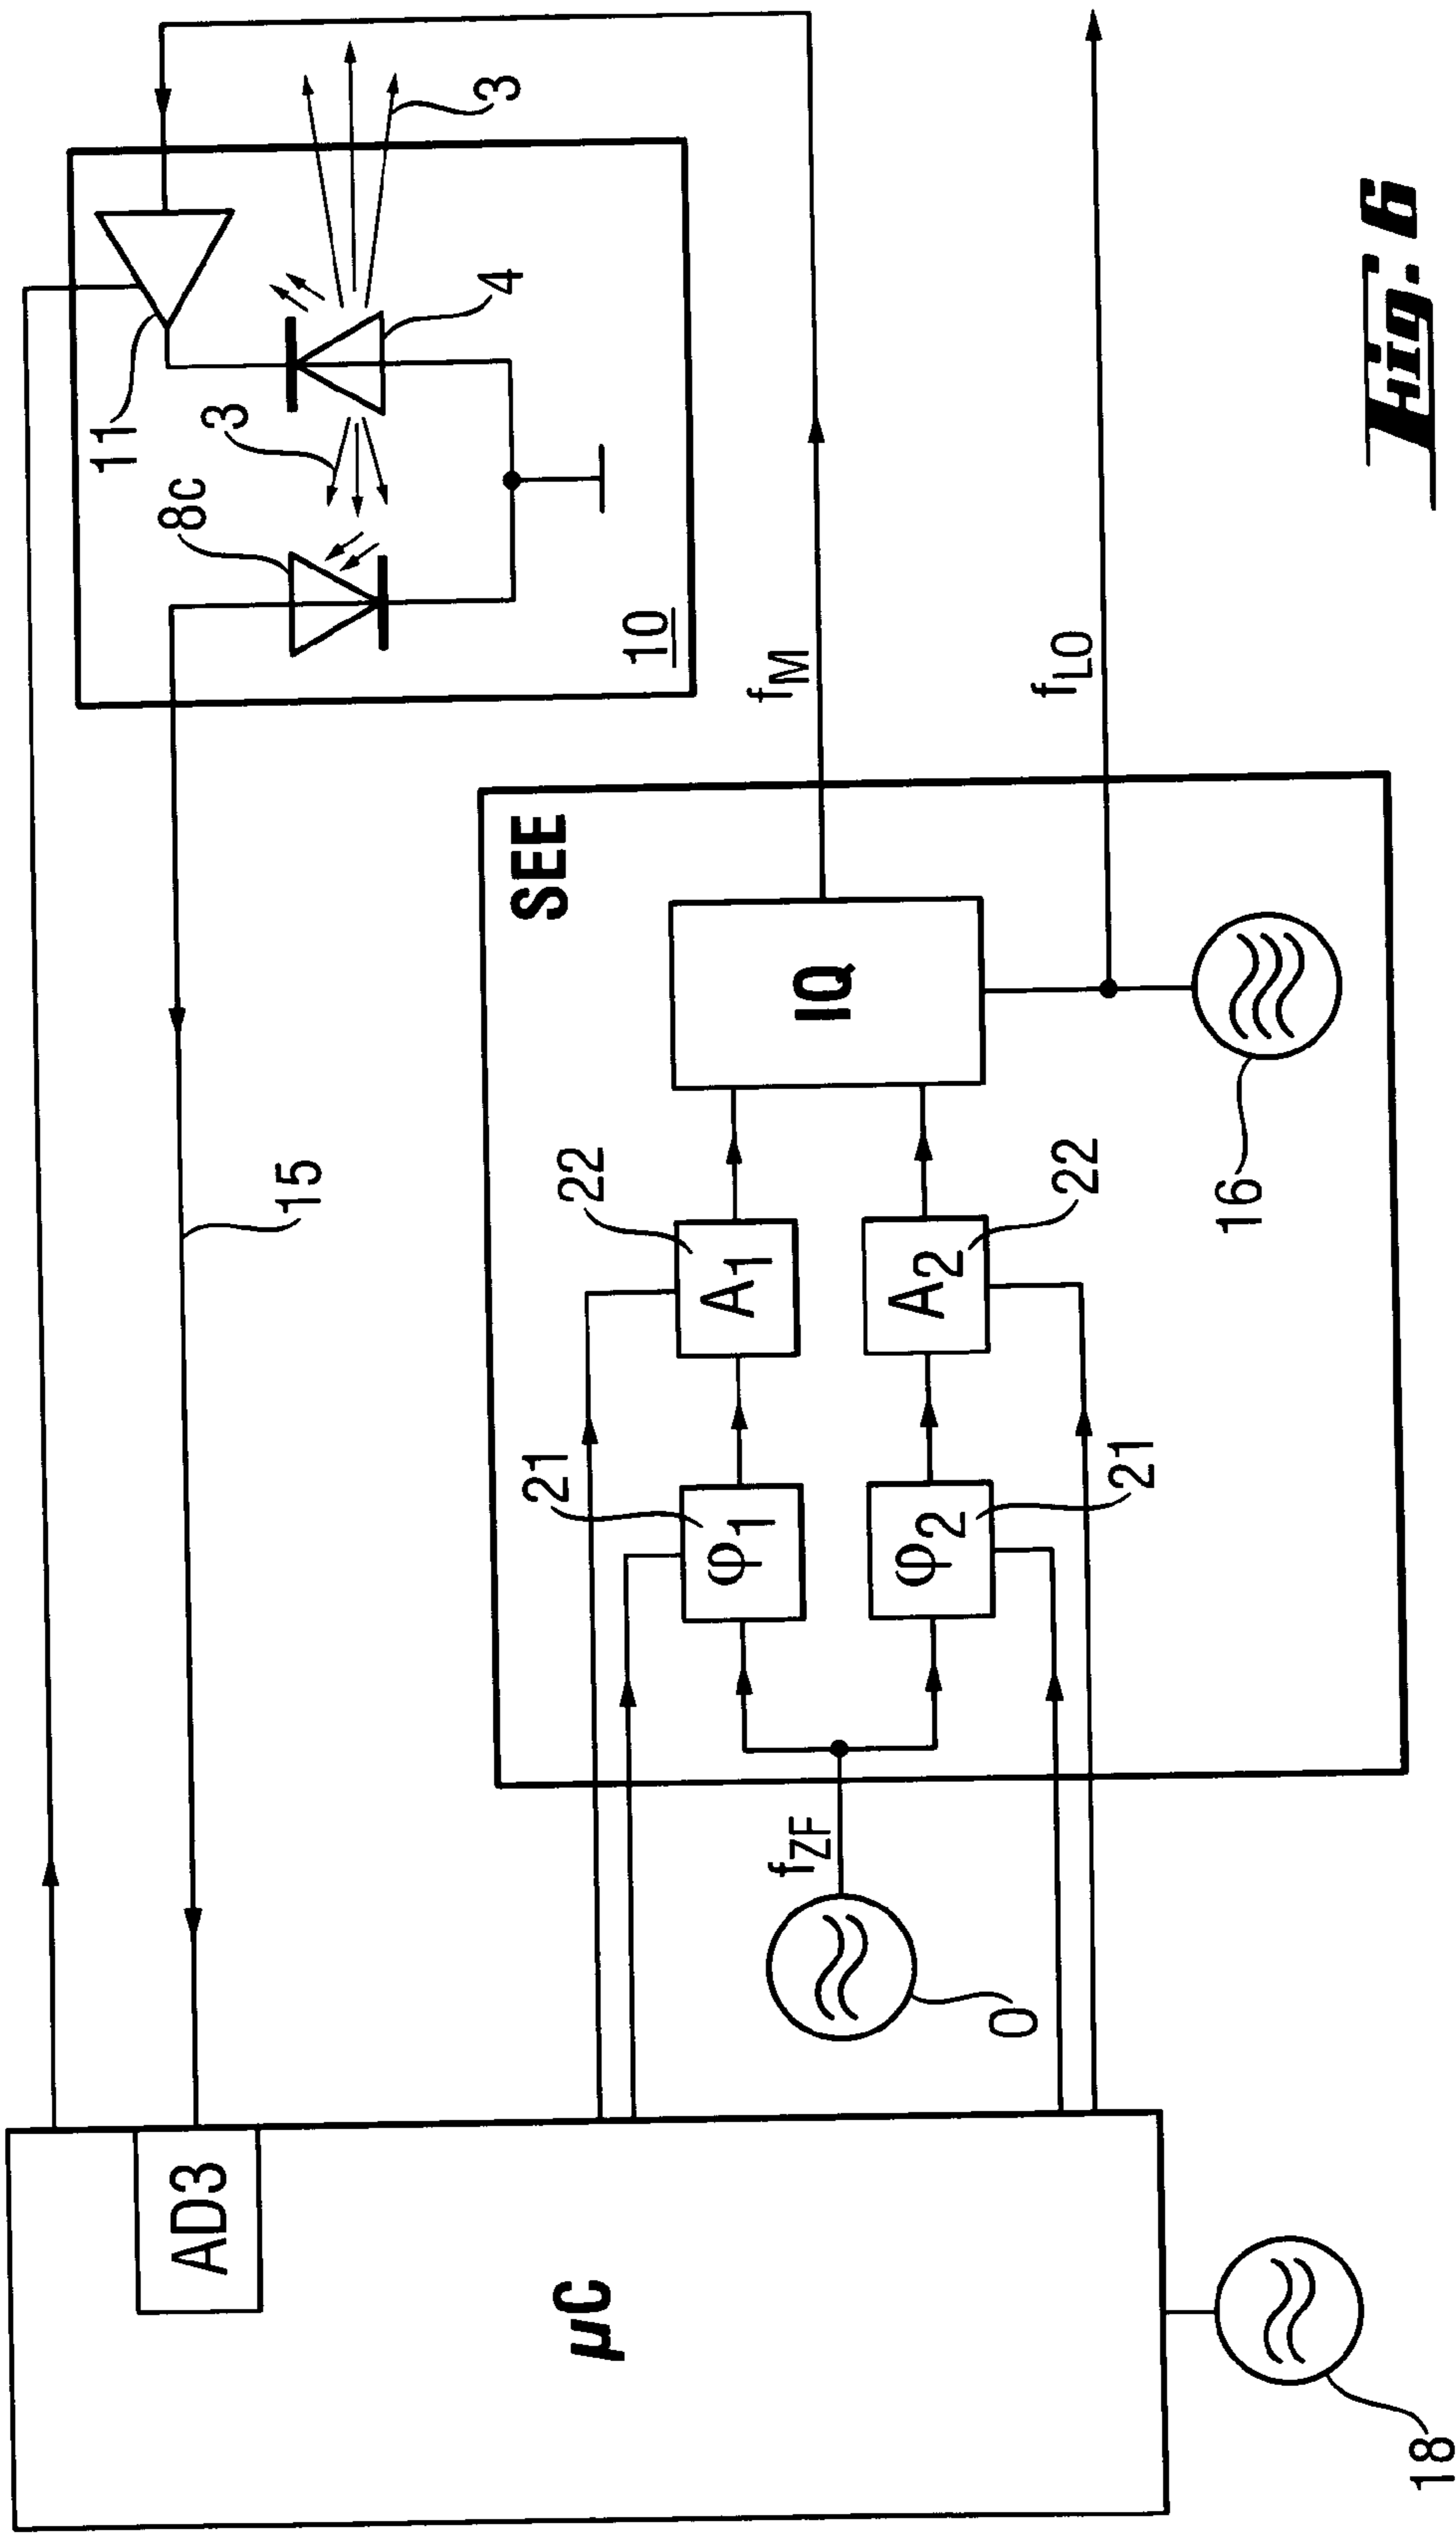 11
3
8c
3
4
10
15
SEE
f_M
f_LO
IQ
22
A₁
A₂
22
21
φ₁
φ₂
21
16
f_ZF
0
AD3
µC
18
Fig. 6